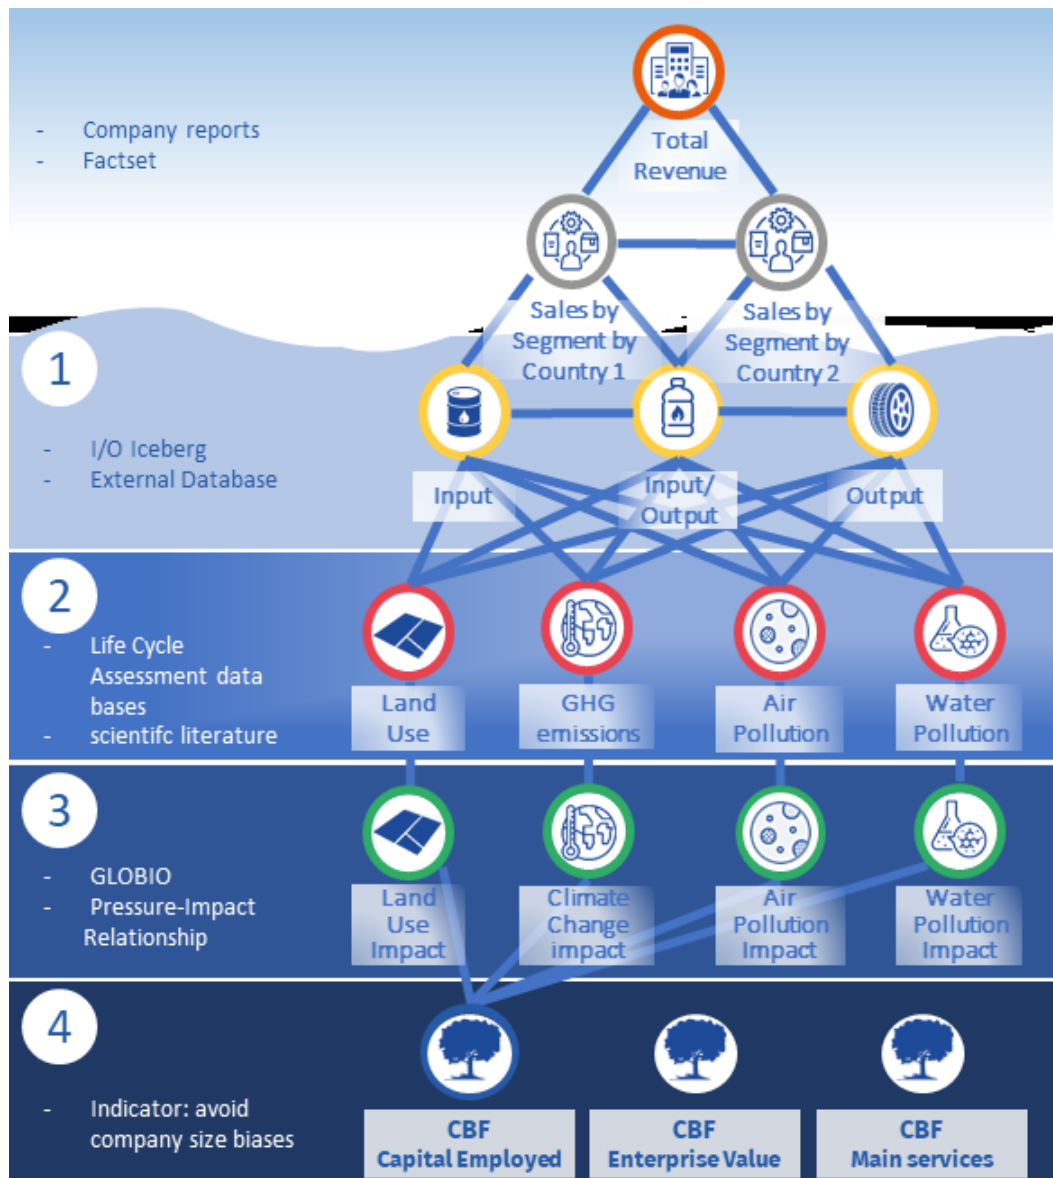 - Company reports
- Factset
Total
Revenue
Sales by
Segment by
Country 1
Sales by
Segment by
Country 2
1
- I/O Iceberg
- External Database
Input
Input/
Output
Output
2
- Life Cycle
Assessment data
bases
- scientifc literature
Land
Use
GHG
emissions
Air
Pollution
Water
Pollution
3
- GLOBIO
- Pressure-Impact
Relationship
Land
Use
Impact
Climate
Change
impact
Air
Pollution
Impact
Water
Pollution
Impact
4
- Indicator: avoid
company size biases
CBF
Capital Employed
CBF
Enterprise Value
CBF
Main services